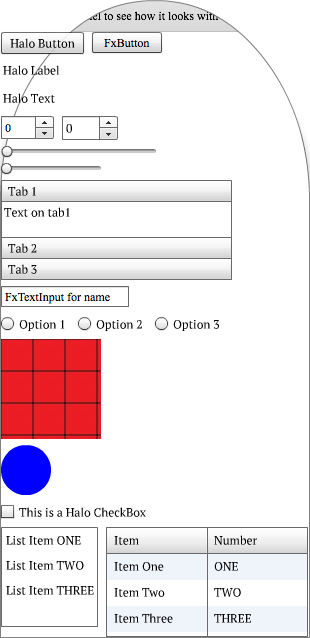 to see how it looks with
Halo Button FxButton
Halo Label
Halo Text
0 0
Tab 1
Text on tab1
Tab 2
Tab 3
FxTextInput for name
Option 1 Option 2 Option 3
This is a Halo CheckBox
List Item ONE
List Item TWO
List Item THREE
Item Number
Item One ONE
Item Two TWO
Item Three THREE